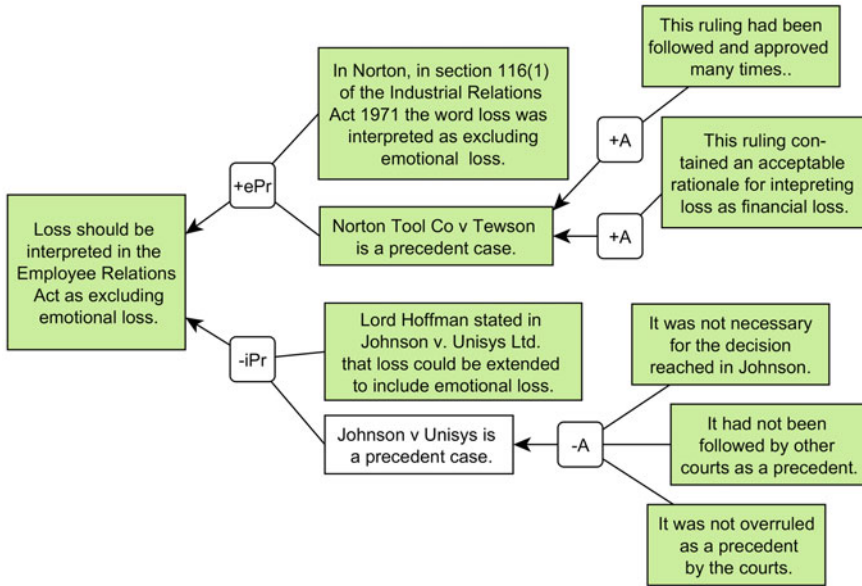 This ruling had been
followed and approved
many times..
In Norton, in section 116(1)
of the Industrial Relations
Act 1971 the word loss was
interpreted as excluding
emotional loss.
+A
This ruling con-
tained an acceptable
rationale for intepreting
loss as financial loss.
+ePr
Loss should be
interpreted in the
Employee Relations
Act as excluding
emotional loss.
Norton Tool Co v Tewson
is a precedent case.
+A
-iPr
Lord Hoffman stated in
Johnson v. Unisys Ltd.
that loss could be extended
to include emotional loss.
It was not necessary
for the decision
reached in Johnson.
Johnson v Unisys is
a precedent case.
-A
It had not been
followed by other
courts as a precedent.
It was not overruled
as a precedent
by the courts.